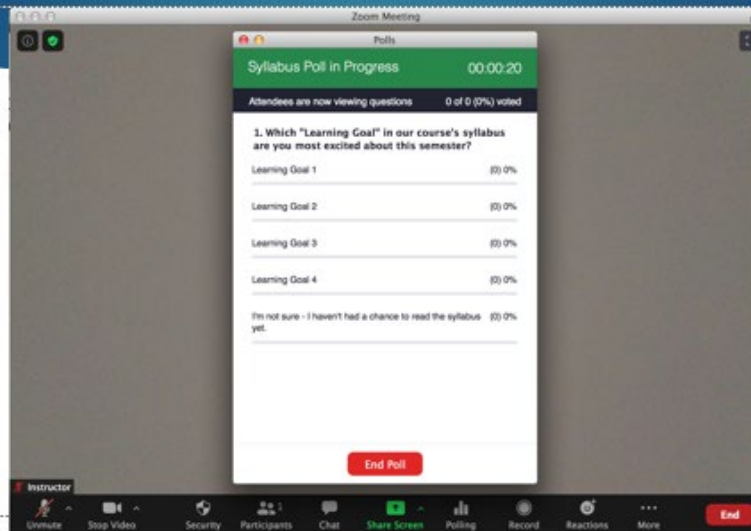 Zoom Meeting
Polls
Syllabus Poll in Progress 00:00:20
Attendees are now viewing questions 0 of 0 (0%) voted
1. Which "Learning Goal" in our course's syllabus
are you most excited about this semester?
Learning Goal 1 (0) 0%
Learning Goal 2 (0) 0%
Learning Goal 3 (0) 0%
Learning Goal 4 (0) 0%
I'm not sure - I haven't had a chance to read the syllabus (0) 0%
yet.
End Poll
Instructor
1
Unmute Stop Video Security Participants Chat Share Screen Polling Record Reactions More End